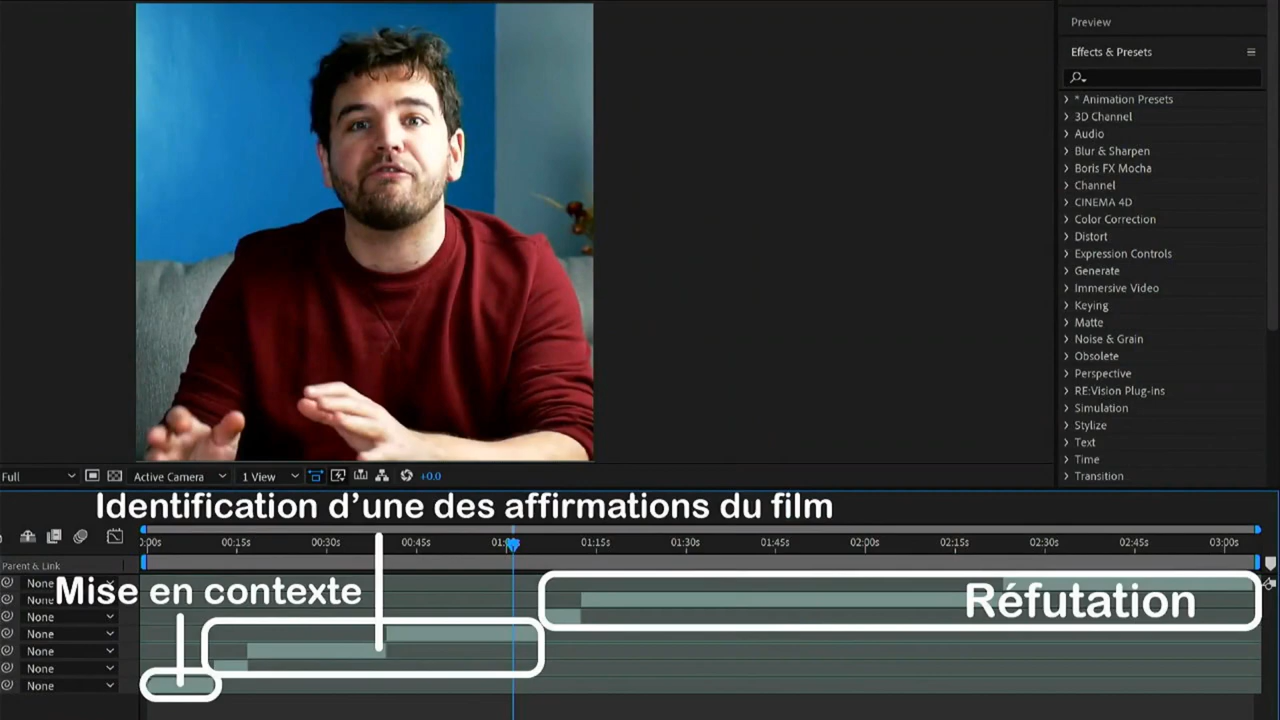 Preview
Effects & Presets
* Animation Presets
3D Channel
Audio
Blur & Sharpen
Boris FX Mocha
Channel
CINEMA 4D
Color Correction
Distort
Expression Controls
Generate
Immersive Video
Keying
Matte
Noise & Grain
Obsolete
Perspective
RE:Vision Plug-ins
Simulation
Stylize
Text
Time
Transition
Full
Active Camera
1 View
+0.0
Identification d’une des affirmations du film
0:00s 00:15s 00:30s 00:45s 01:15s 01:30s 01:45s 02:00s 02:15s 02:30s 02:45s 03:00s
Parent & Link
None
Mise en contexte
Réfutation
None
None
None
None
None